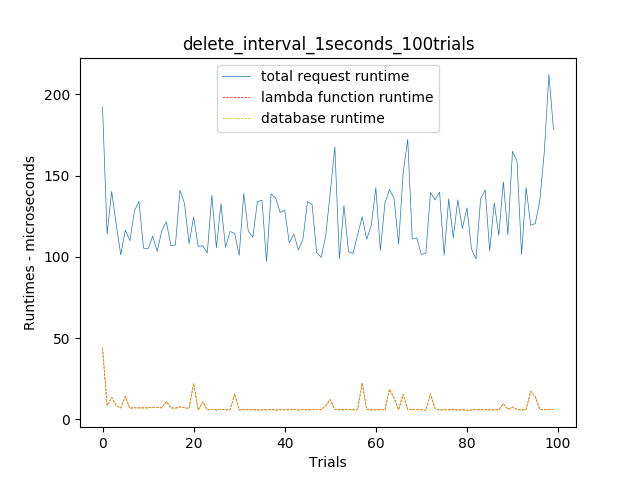 delete_interval_1seconds_100trials
total request runtime
lambda function runtime
database runtime
Runtimes - microseconds
200
150
100
50
0
0 20 40 60 80 100
Trials